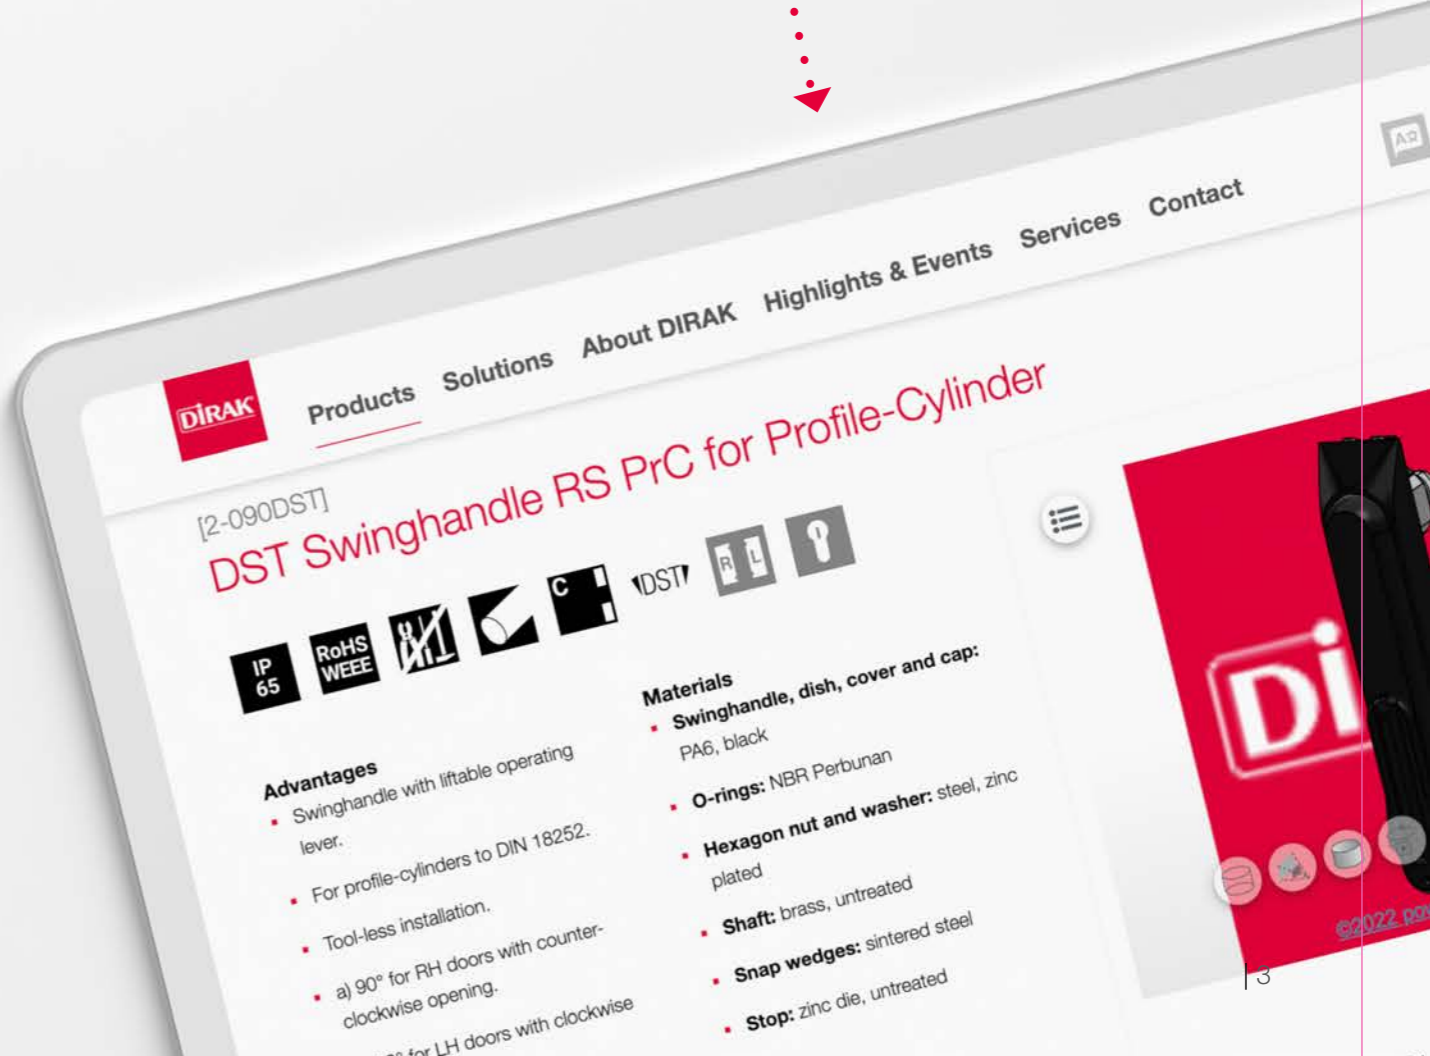 DIRAK
Products Solutions About DIRAK Highlights & Events Services Contact
[2-090DST]
DST Swinghandle RS PrC for Profile-Cylinder
IP
65
RoHS
WEEE
C
DST
R L
Advantages
Swinghandle with liftable operating
lever.
For profile-cylinders to DIN 18252.
Tool-less installation.
a) 90° for RH doors with counter-
clockwise opening.
for LH doors with clockwise
Materials
Swinghandle, dish, cover and cap:
PA6, black
O-rings: NBR Perbunan
Hexagon nut and washer: steel, zinc
plated
Shaft: brass, untreated
Snap wedges: sintered steel
Stop: zinc die, untreated
Di
©2022
| 3